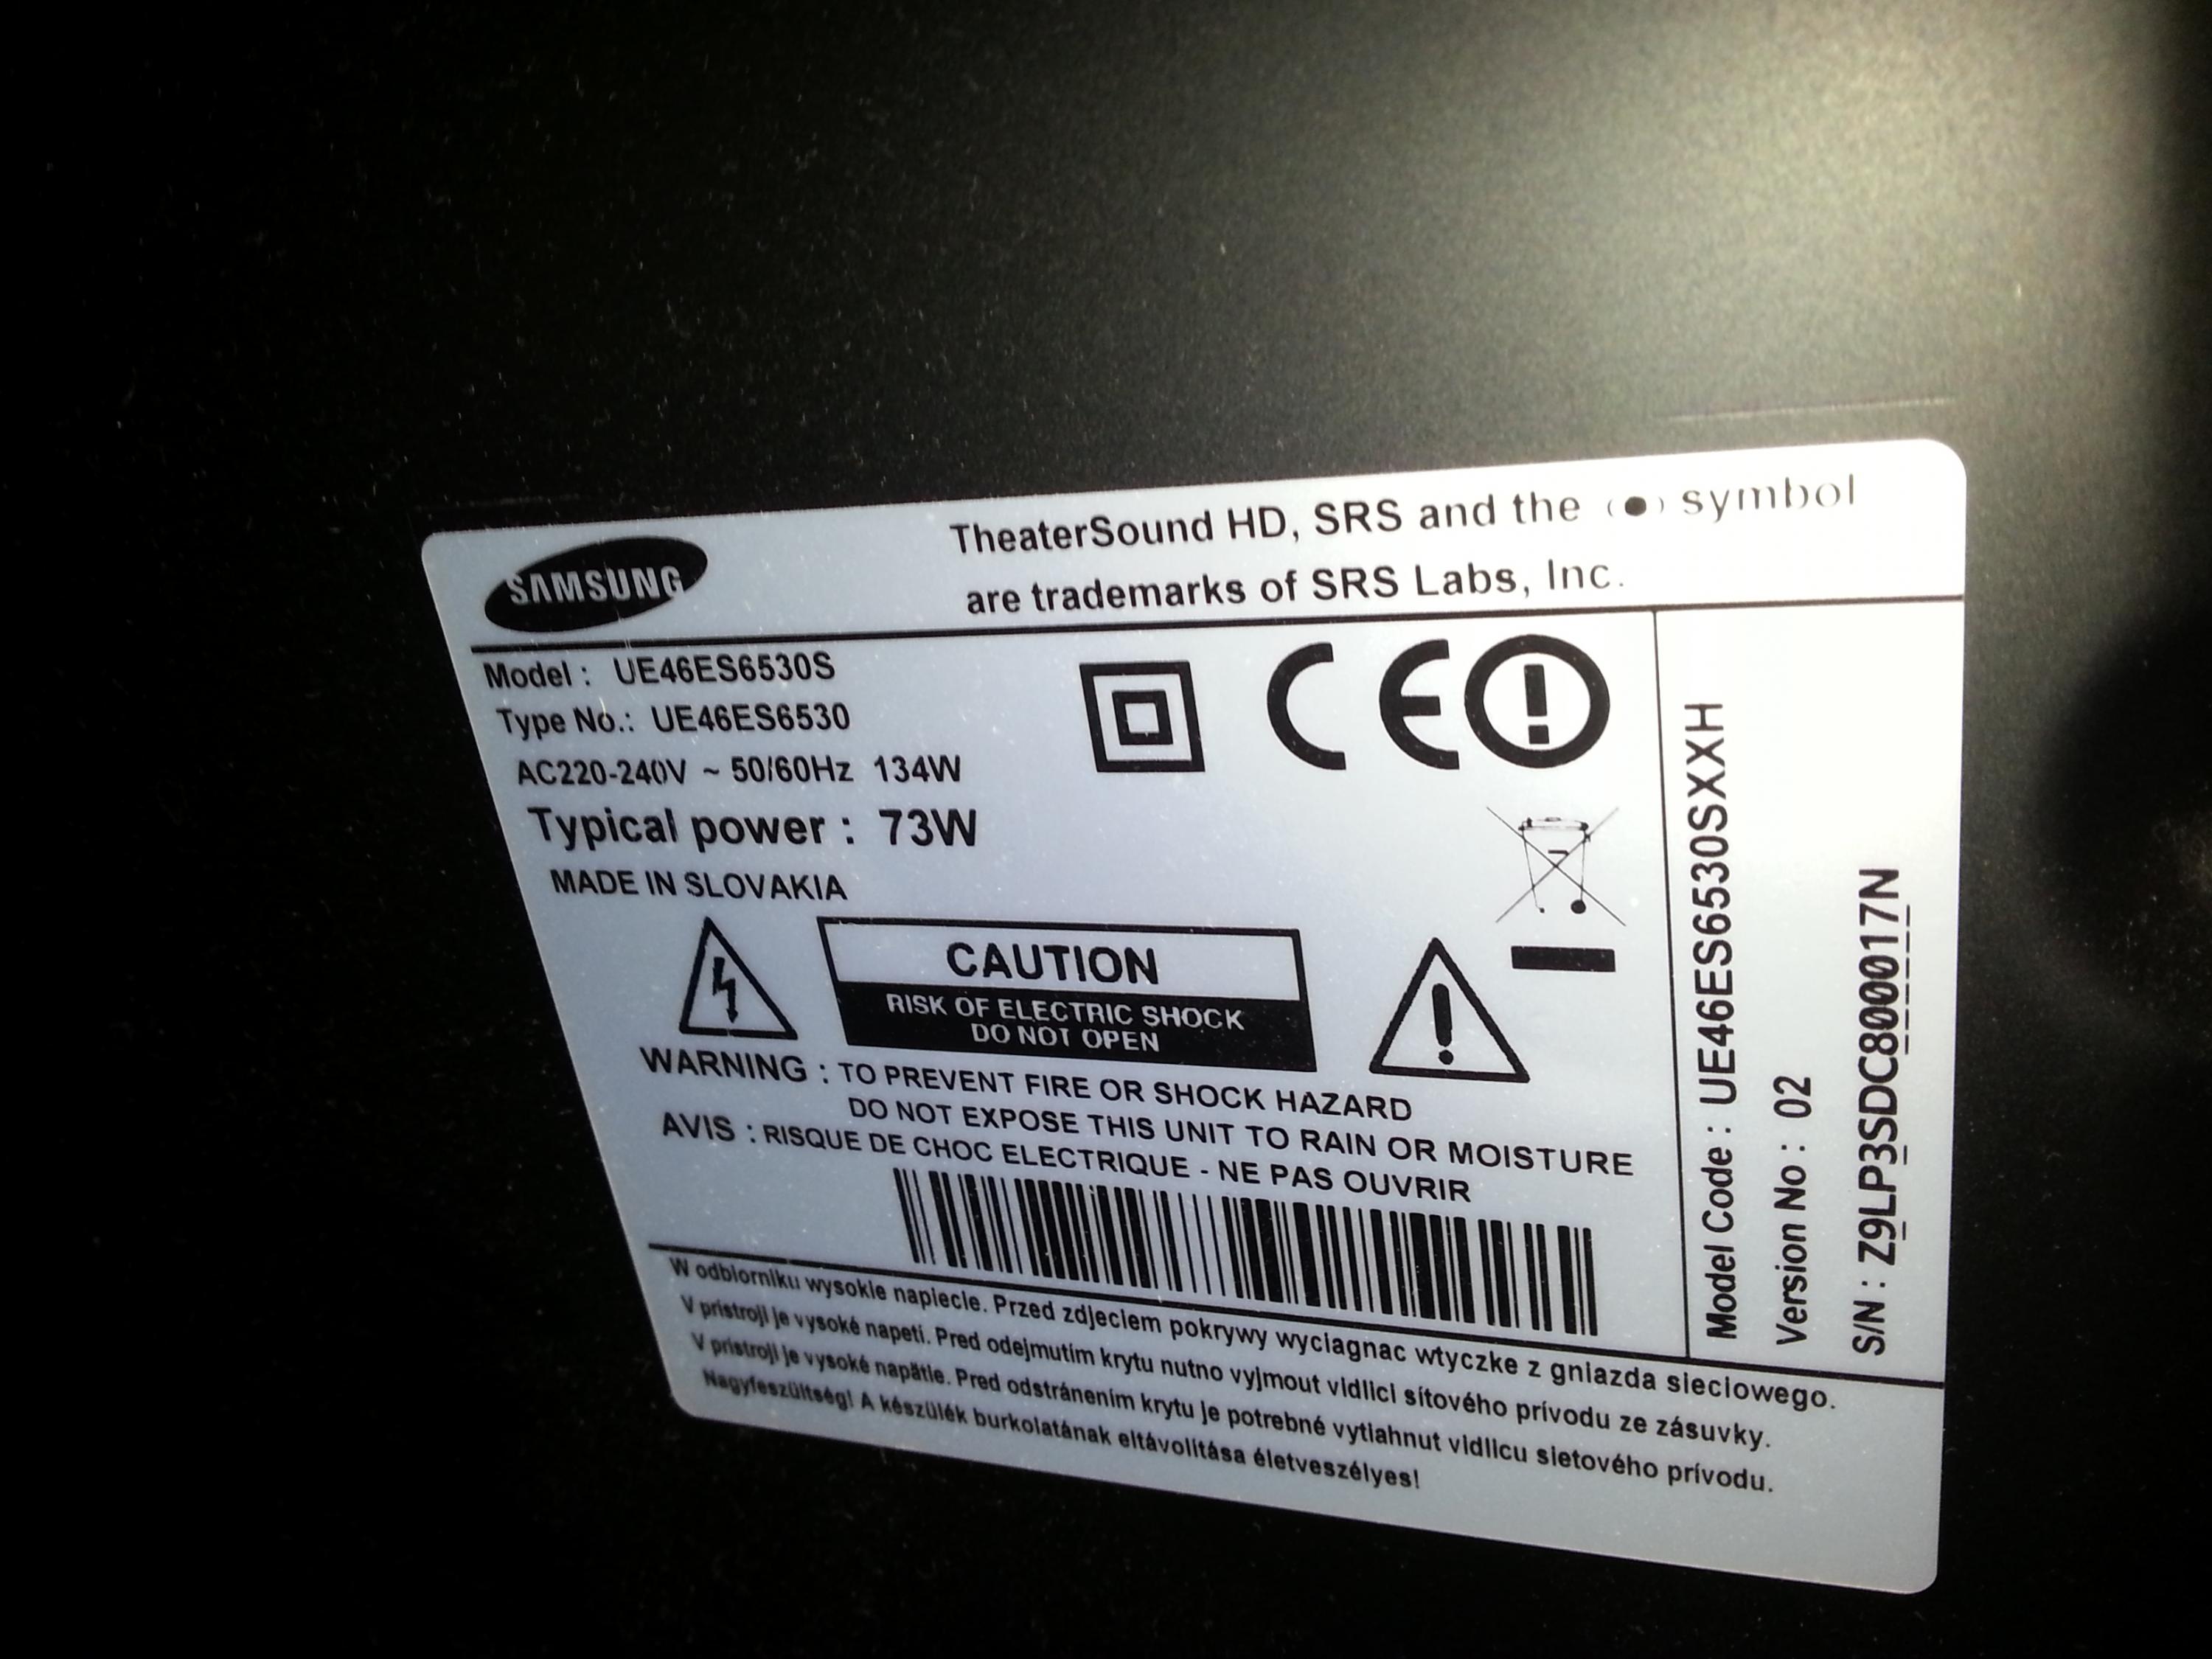 SAMSUNG
TheaterSound HD, SRS and the (●) symbol
are trademarks of SRS Labs, Inc.
Model : UE46ES6530S
Type No.: UE46ES6530
AC220-240V ~ 50/60Hz 134W
Typical power : 73W
MADE IN SLOVAKIA
CE
CAUTION
RISK OF ELECTRIC SHOCK
DO NOT OPEN
WARNING : TO PREVENT FIRE OR SHOCK HAZARD
DO NOT EXPOSE THIS UNIT TO RAIN OR MOISTURE
AVIS : RISQUE DE CHOC ELECTRIQUE - NE PAS OUVRIR
Model Code : UE46ES6530SXXH
Version No : 02
S/N : Z9LP3SDC800017N
W odbiorniku wysokie napiecie. Przed zdjeciem pokrywy wyciagnac wtyczke z gniazda sieciowego.
V prístroji je vysoké napetí. Pred odejmutím krytu nutno vyjmout vidlici sítového prívodu ze zásuvky.
V prístroji je vysoké napätie. Pred odstránením krytu je potrebné vytiahnut vidlicu sietového prívodu.
Nagyfeszültség! A készülék burkolatának eltávolítása életveszélyes!